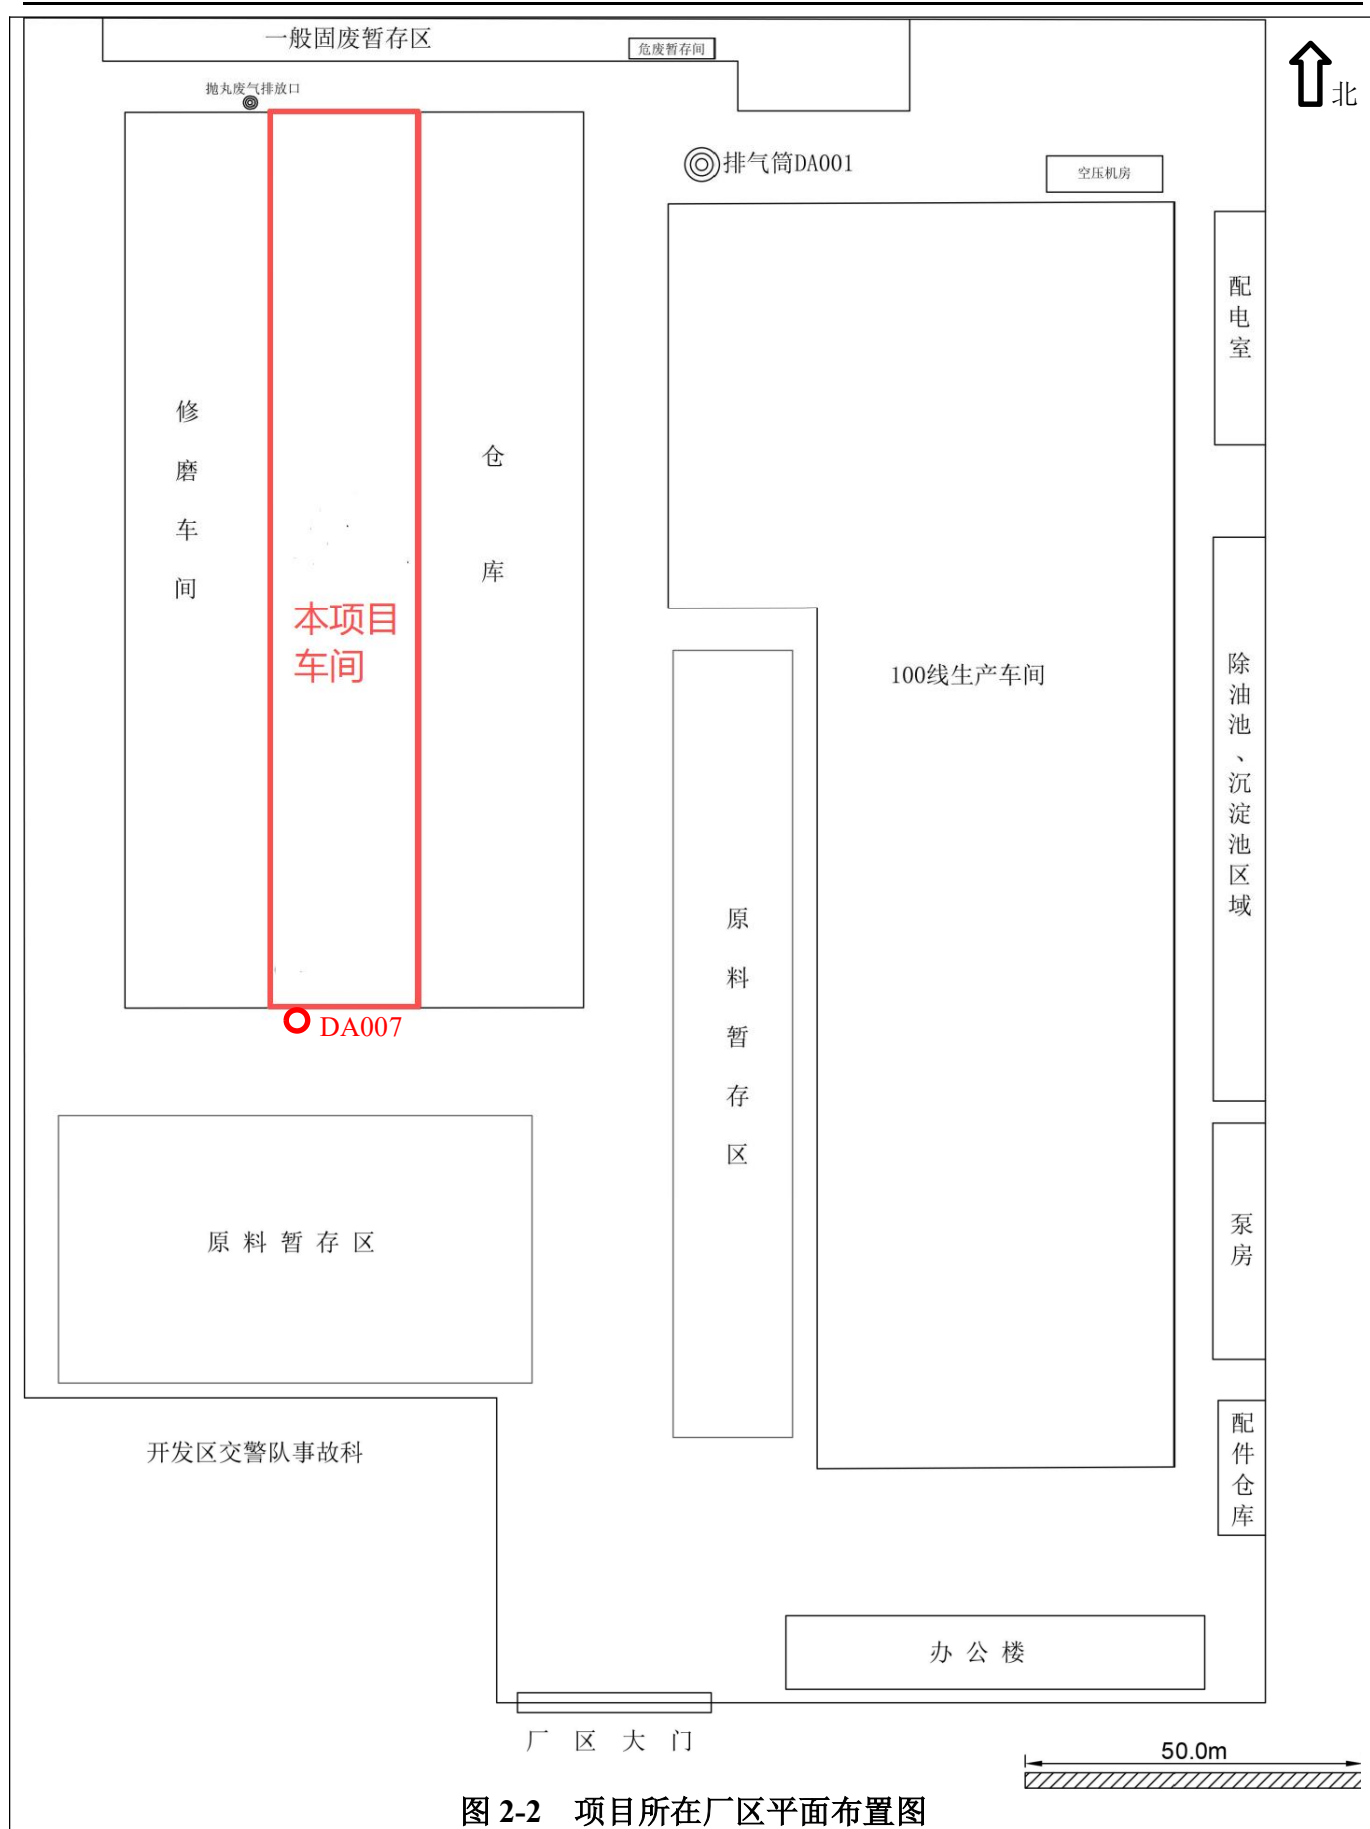 一般固废暂存区
危废暂存间
北
抛丸废气排放口
排气筒DA001
空压机房
配电室
修磨车间
仓库
本项目
车间
除油池、沉淀池区域
100线生产车间
原料暂存区
DA007
原料暂存区
泵房
开发区交警队事故科
配件仓库
办公楼
厂区大门
50.0m
图 2-2 项目所在厂区平面布置图